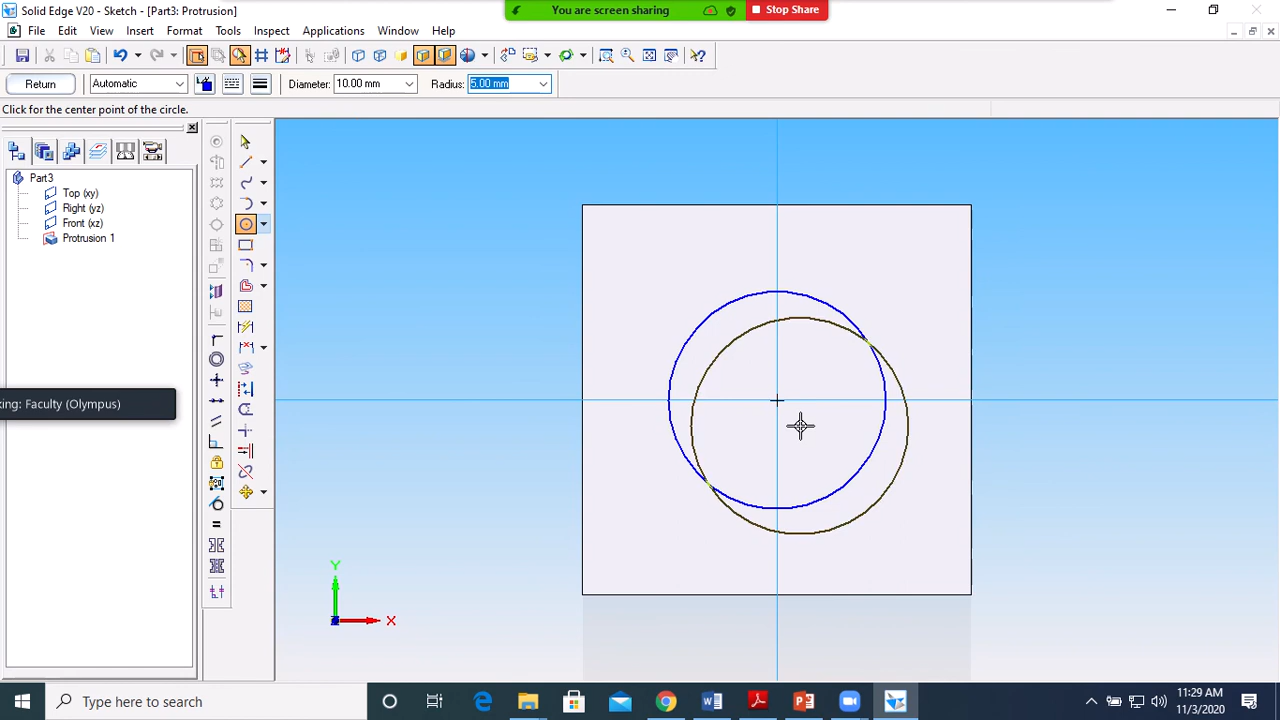 Solid Edge V20 - Sketch - [Part3: Protrusion]
You are screen sharing
Stop Share
File Edit View Insert Format Tools Inspect Applications Window Help
Return Automatic Diameter: 10.00 mm Radius: 5.00 mm
Click for the center point of the circle.
Part3
Top (xy)
Right (yz)
Front (xz)
Protrusion 1
king: Faculty (Olympus)
Y
X
Type here to search
11:29 AM
11/3/2020